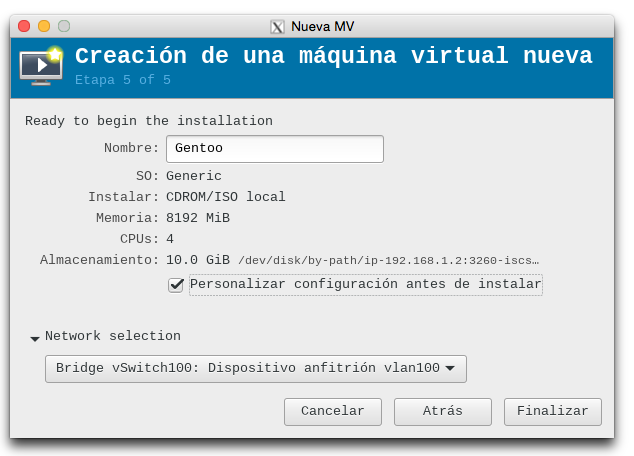 Nueva MV
Creación de una máquina virtual nueva
Etapa 5 of 5
Ready to begin the installation
Nombre: Gentoo
SO: Generic
Instalar: CDROM/ISO local
Memoria: 8192 MiB
CPUs: 4
Almacenamiento: 10.0 GiB /dev/disk/by-path/ip-192.168.1.2:3260-iscs…
Personalizar configuración antes de instalar
Network selection
Bridge vSwitch100: Dispositivo anfitrión vlan100
Cancelar Atrás Finalizar